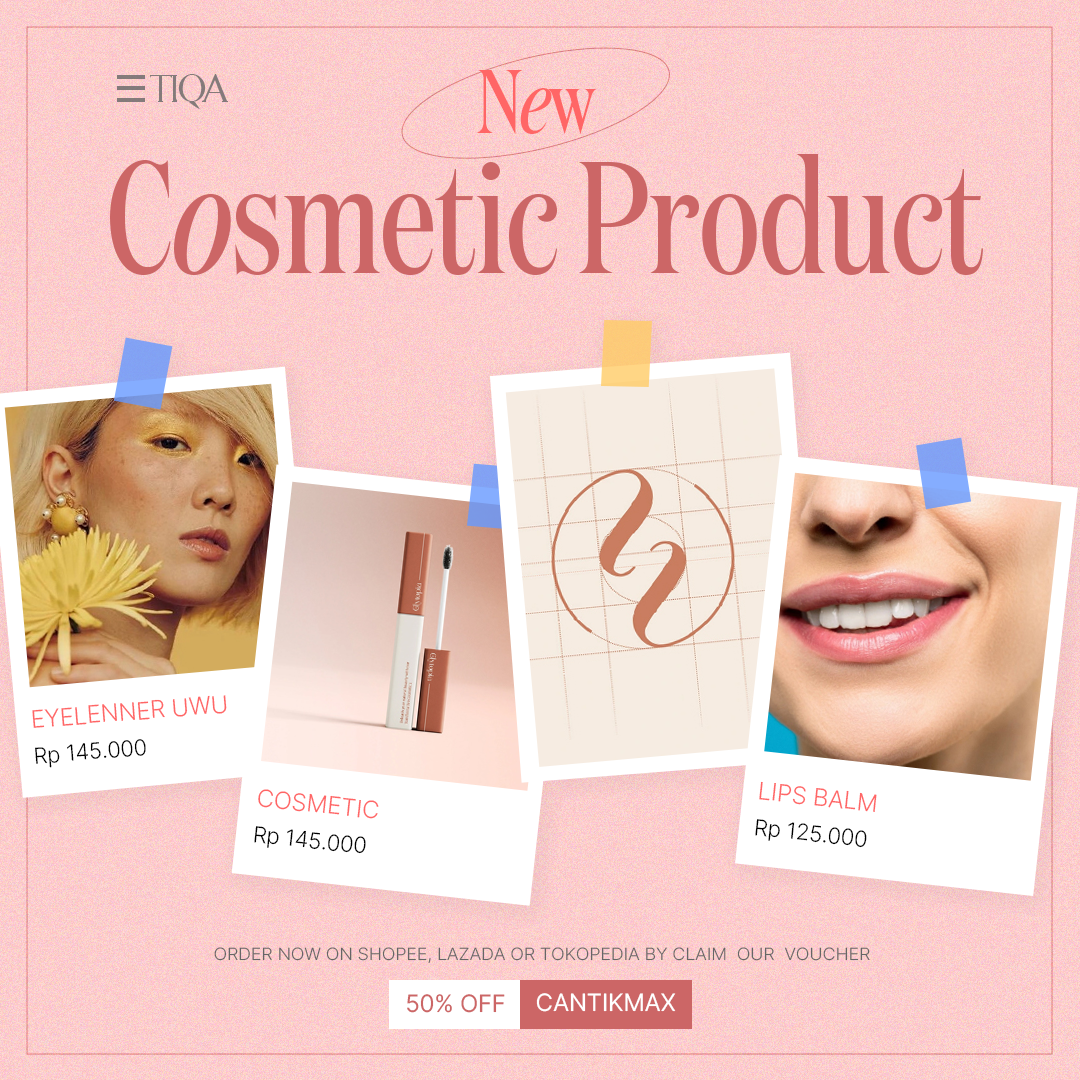 TIQA
New
Cosmetic Product
EYELENNER UWU
Rp 145.000
COSMETIC
Rp 145.000
LIPS BALM
Rp 125.000
ORDER NOW ON SHOPEE, LAZADA OR TOKOPEDIA BY CLAIM OUR VOUCHER
50% OFF
CANTIKMAX